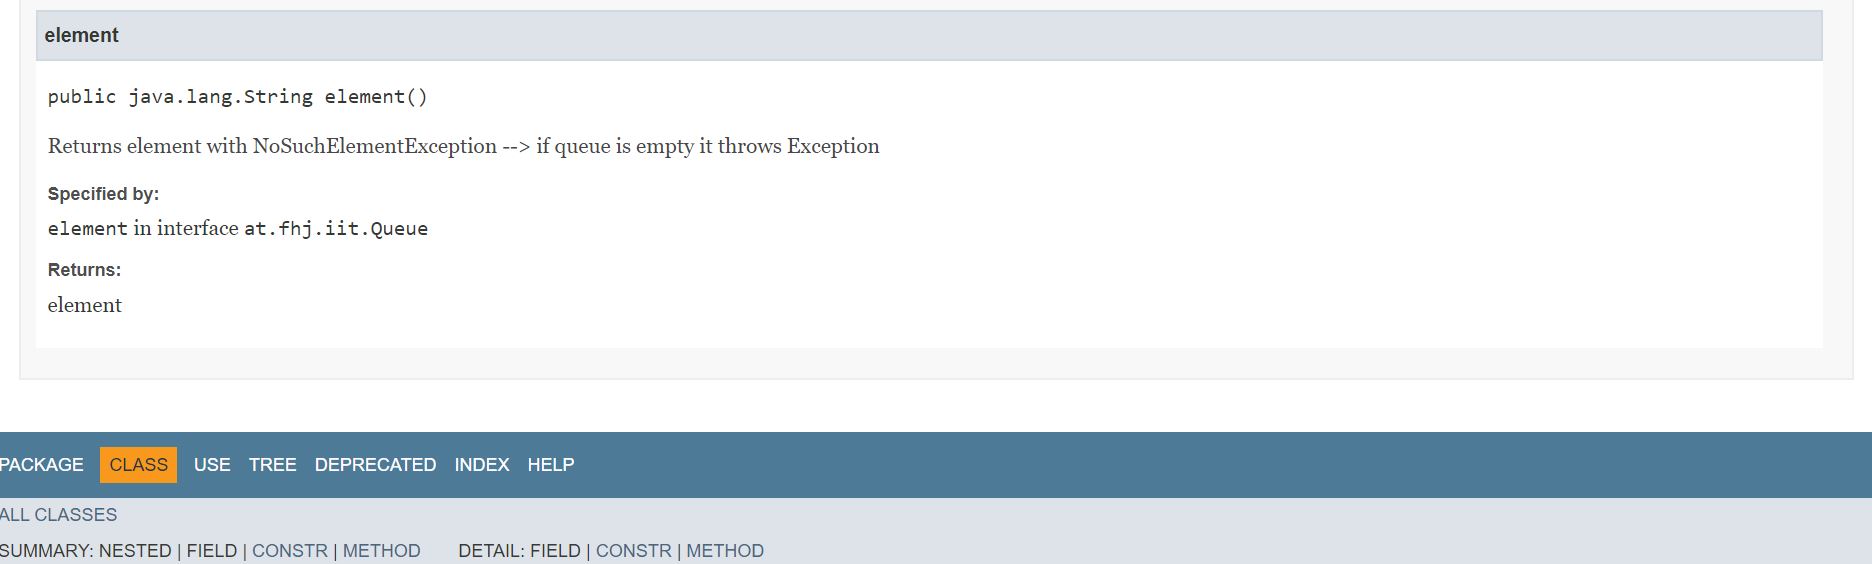 element
public java.lang.String element()
Returns element with NoSuchElementException --> if queue is empty it throws Exception
Specified by:
element in interface at.fhj.iit.Queue
Returns:
element
PACKAGE CLASS USE TREE DEPRECATED INDEX HELP
ALL CLASSES
SUMMARY: NESTED | FIELD | CONSTR | METHOD DETAIL: FIELD | CONSTR | METHOD